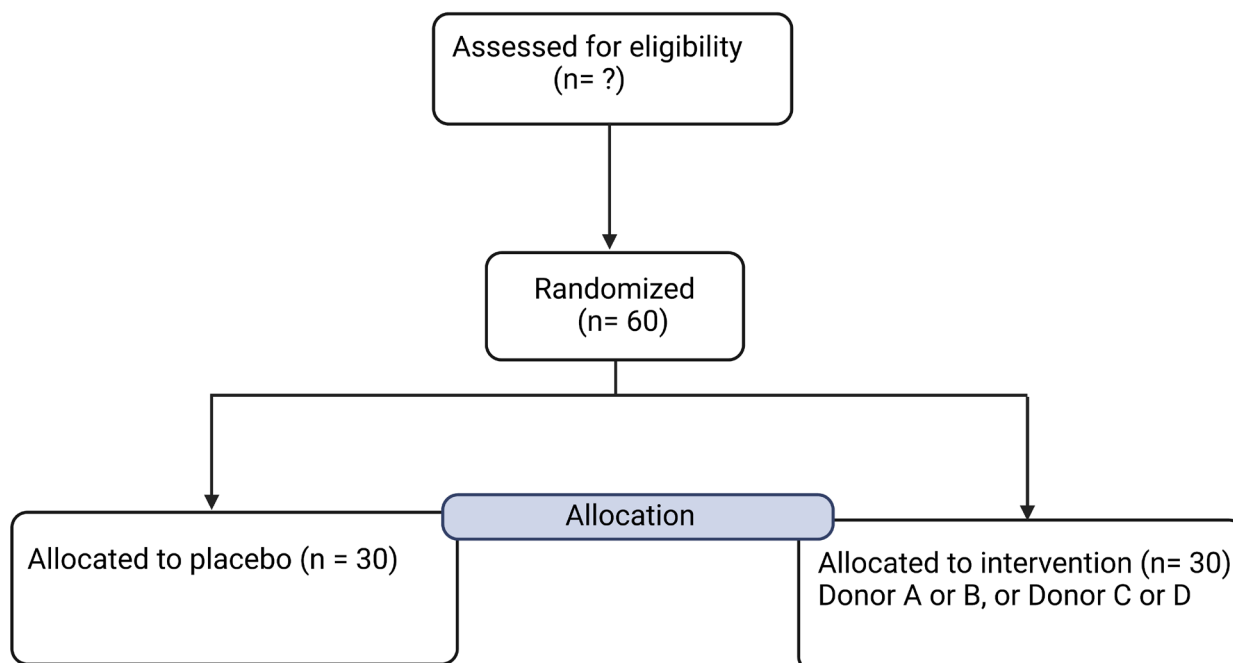 Assessed for eligibility
(n= ?)
Randomized
(n= 60)
Allocation
Allocated to placebo (n = 30)
Allocated to intervention (n= 30)
Donor A or B, or Donor C or D